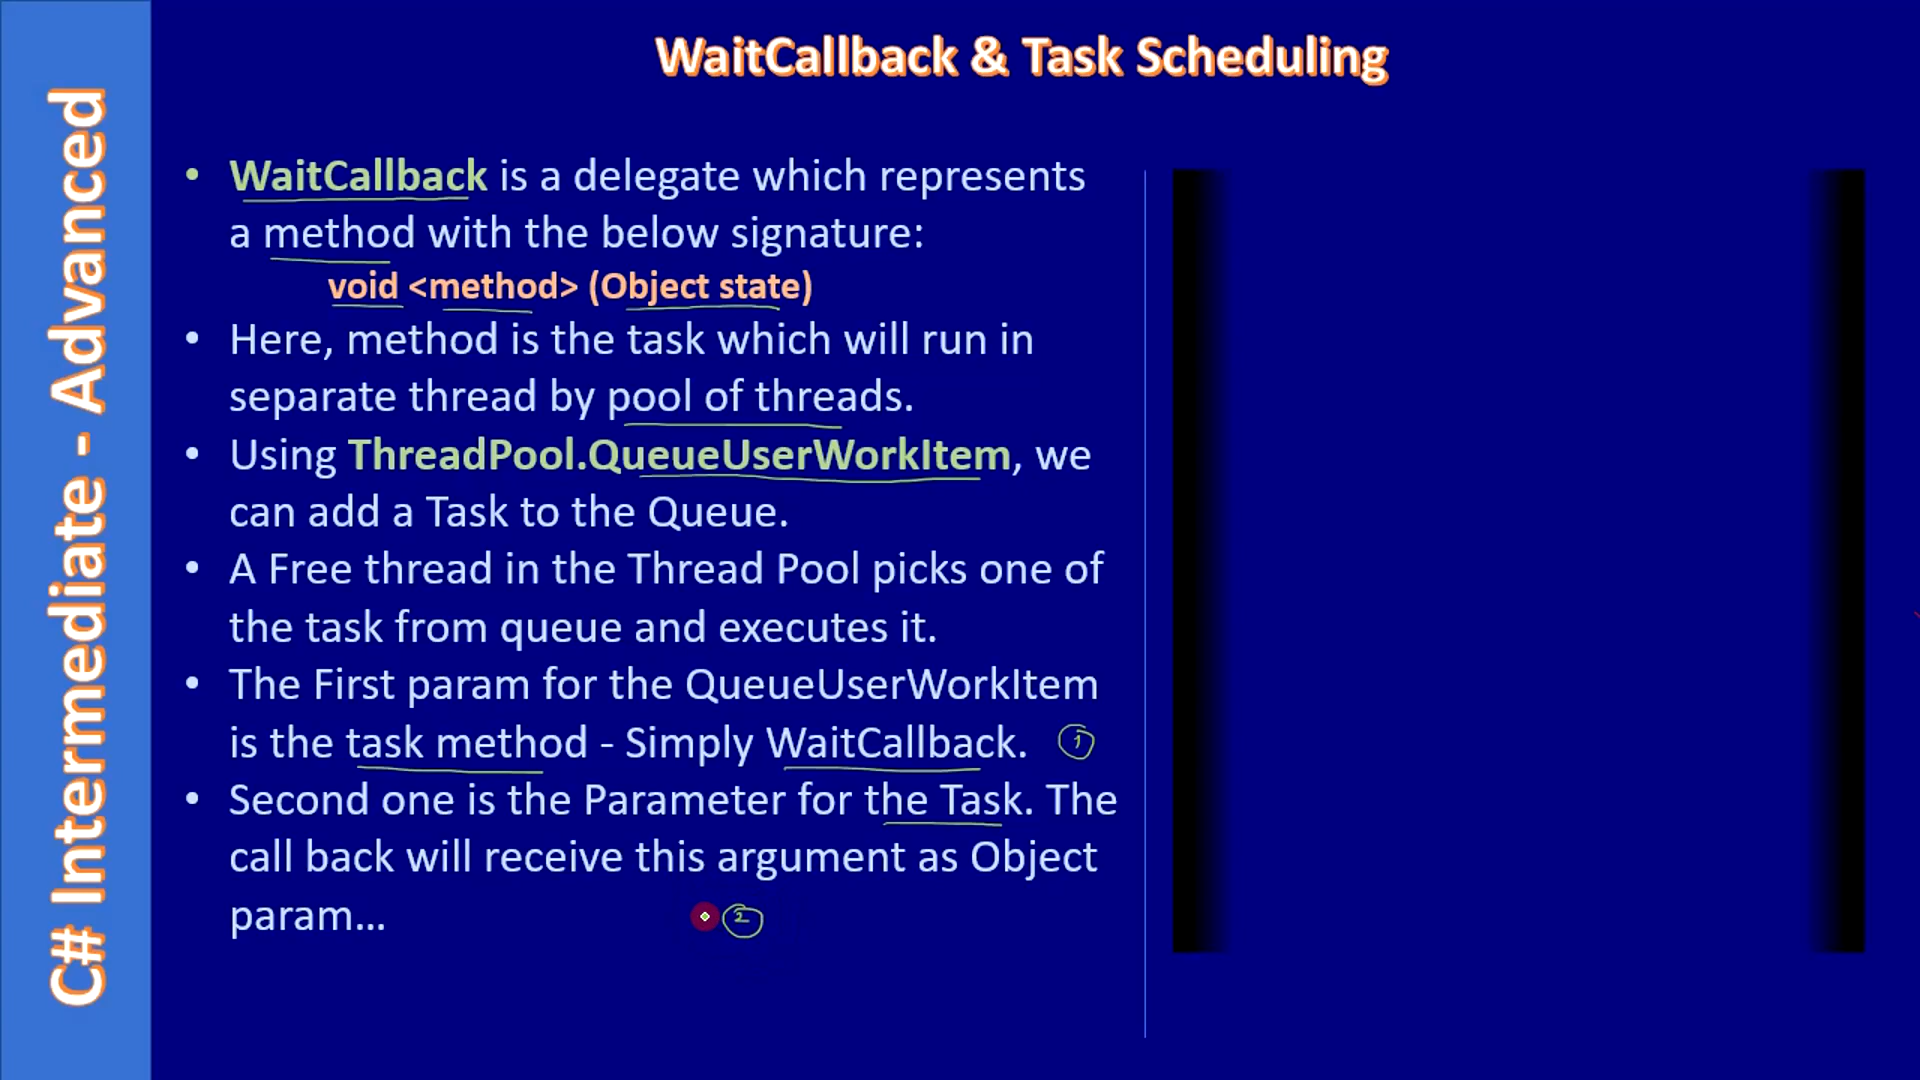 WaitCallback & Task Scheduling
C# Intermediate - Advanced
• WaitCallback is a delegate which represents
a method with the below signature:
void <method> (Object state)
• Here, method is the task which will run in
separate thread by pool of threads.
• Using ThreadPool.QueueUserWorkItem, we
can add a Task to the Queue.
• A Free thread in the Thread Pool picks one of
the task from queue and executes it.
• The First param for the QueueUserWorkItem
is the task method - Simply WaitCallback. 1
• Second one is the Parameter for the Task. The
call back will receive this argument as Object
param... 2